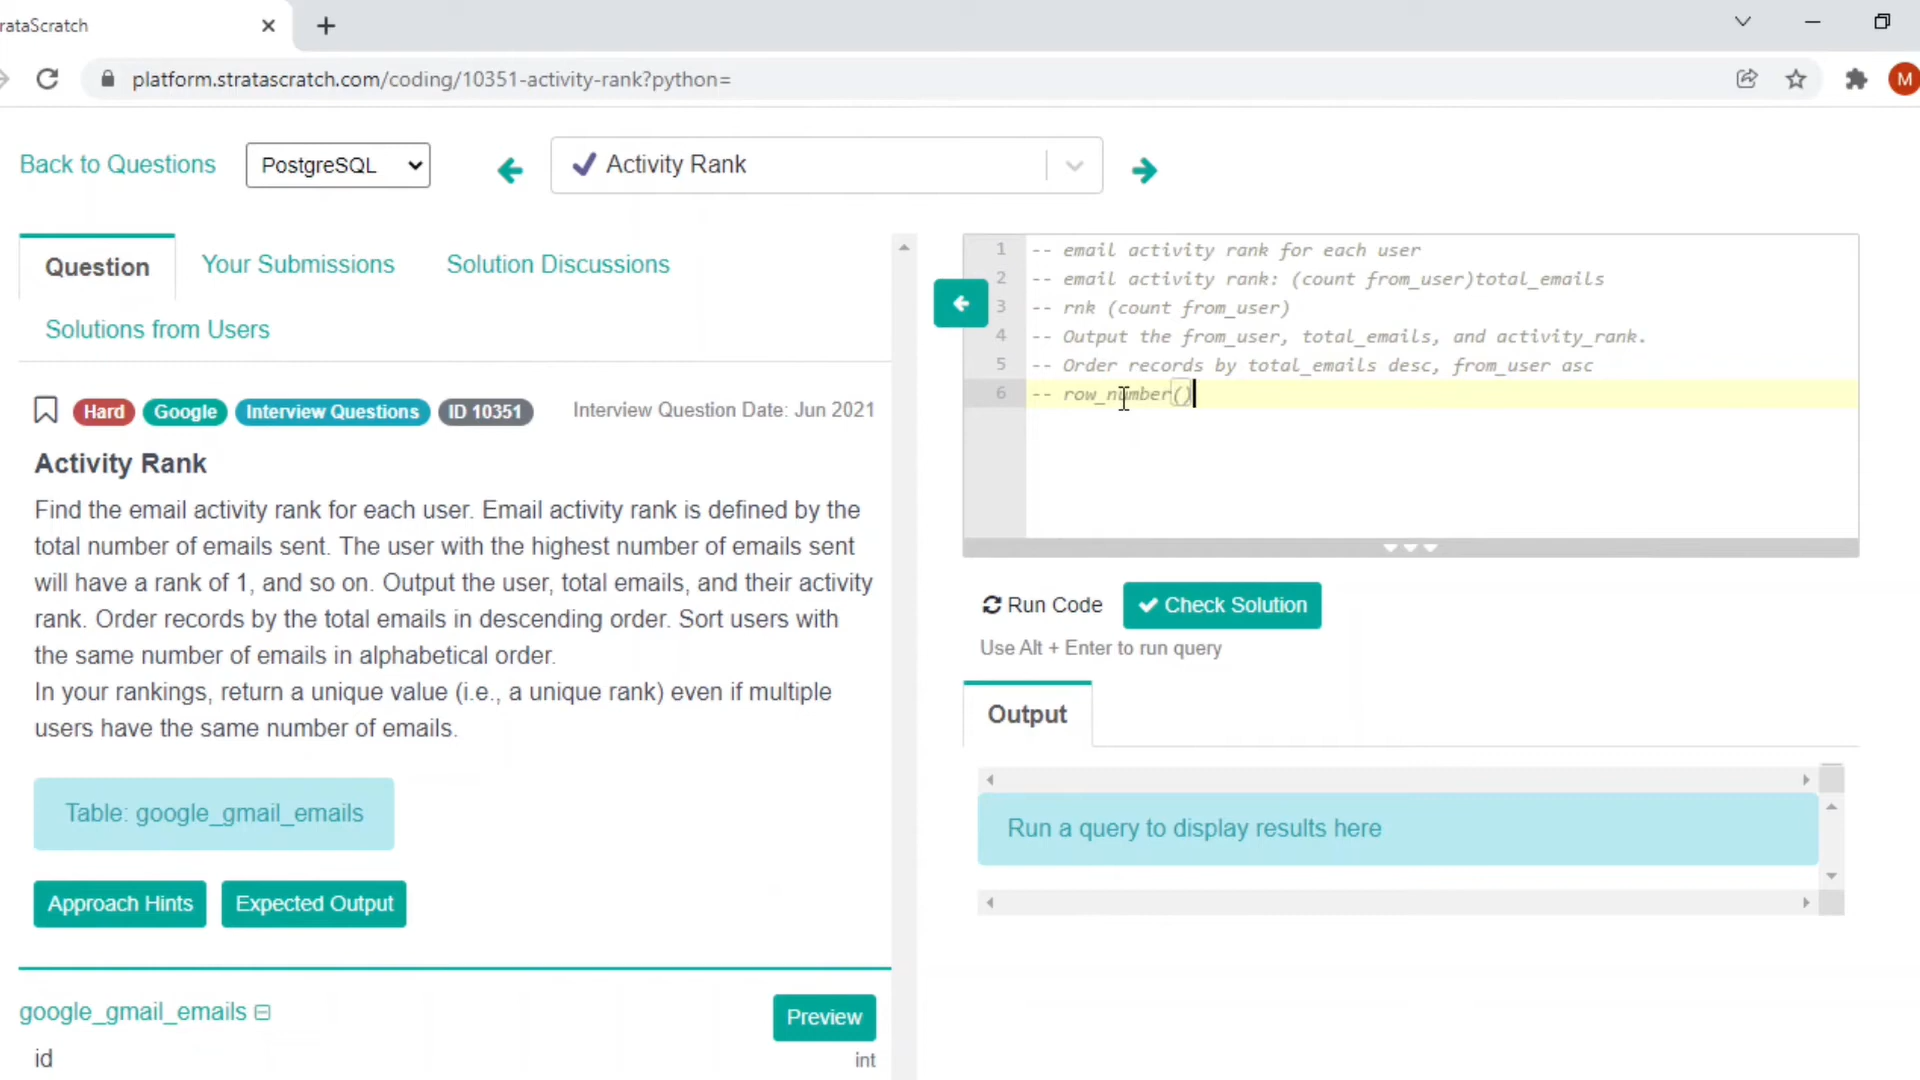 rataScratch
platform.stratascratch.com/coding/10351-activity-rank?python=
M
Back to Questions
PostgreSQL
Activity Rank
Question
Your Submissions
Solution Discussions
Solutions from Users
Hard
Google
Interview Questions
ID 10351
Interview Question Date: Jun 2021
Activity Rank
Find the email activity rank for each user. Email activity rank is defined by the
total number of emails sent. The user with the highest number of emails sent
will have a rank of 1, and so on. Output the user, total emails, and their activity
rank. Order records by the total emails in descending order. Sort users with
the same number of emails in alphabetical order.
In your rankings, return a unique value (i.e., a unique rank) even if multiple
users have the same number of emails.
Table: google_gmail_emails
Approach Hints
Expected Output
google_gmail_emails
Preview
id
int
1 -- email activity rank for each user
2 -- email activity rank: (count from_user)total_emails
3 -- rnk (count from_user)
4 -- Output the from_user, total_emails, and activity_rank.
5 -- Order records by total_emails desc, from_user asc
6 -- row_number()
Run Code
Check Solution
Use Alt + Enter to run query
Output
Run a query to display results here